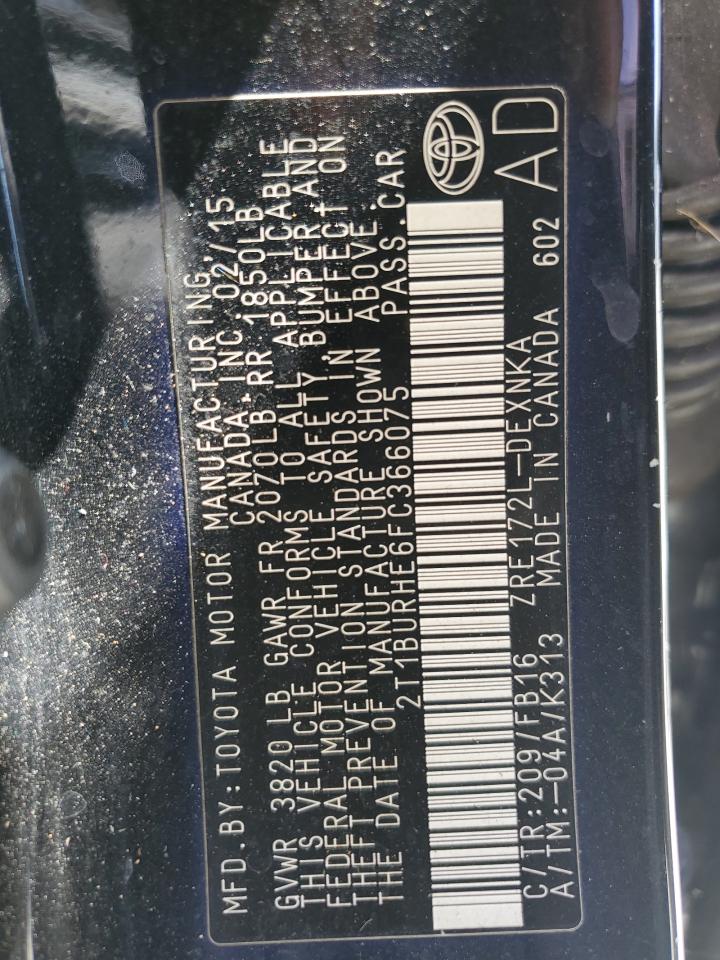 MFD.BY:TOYOTA MOTOR MANUFACTURING,
CANADA.INC.02/15
GVWR 3820LB GAWR FR 2070LB RR 1850LB
THIS VEHICLE CONFORMS TO ALL APPLICABLE
FEDERAL MOTOR VEHICLE SAFETY,BUMPER,AND
THEFT PREVENTION STANDARDS IN EFFECT ON
THE DATE OF MANUFACTURE SHOWN ABOVE.
2T1BURHE6FC366075 PASS.CAR
C/TR:209/FB16 ZRE172L-DEXNKA
A/TM:-04A/K313 MADE IN CANADA 602
AD